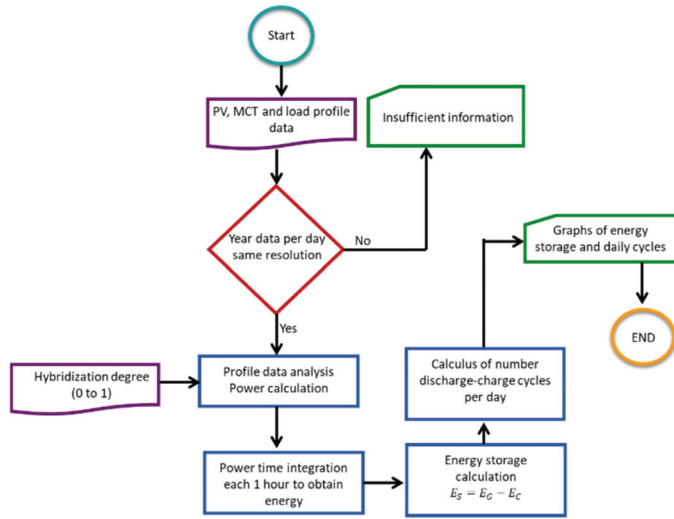 Start
PV, MCT and load profile
data
Insufficient information
Year data per day
same resolution
No
Yes
Graphs of energy
storage and daily cycles
END
Hybridization degree
(0 to 1)
Profile data analysis
Power calculation
Calculus of number
discharge-charge cycles
per day
Power time integration
each 1 hour to obtain
energy
Energy storage
calculation
E_S = E_G − E_C